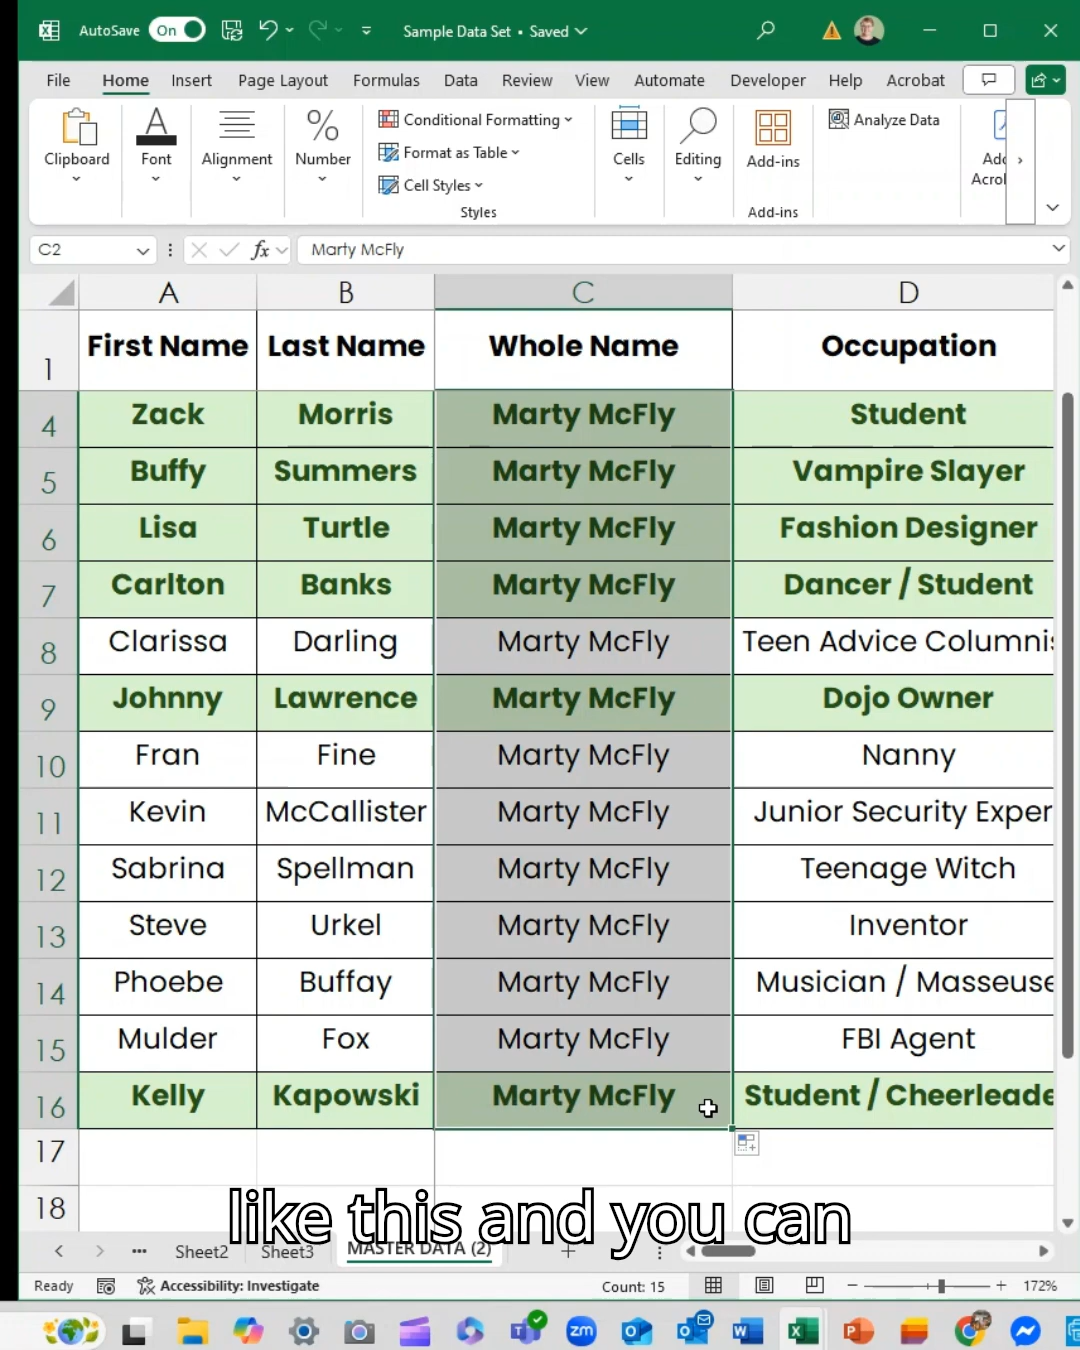 AutoSave On Sample Data Set • Saved
File Home Insert Page Layout Formulas Data Review View Automate Developer Help Acrobat
Clipboard Font Alignment Number Conditional Formatting Format as Table Cell Styles Cells Editing Add-ins Analyze Data
Styles Add-ins
C2 fx Marty McFly
A B C D
1 First Name Last Name Whole Name Occupation
4 Zack Morris Marty McFly Student
5 Buffy Summers Marty McFly Vampire Slayer
6 Lisa Turtle Marty McFly Fashion Designer
7 Carlton Banks Marty McFly Dancer / Student
8 Clarissa Darling Marty McFly Teen Advice Columnis
9 Johnny Lawrence Marty McFly Dojo Owner
10 Fran Fine Marty McFly Nanny
11 Kevin McCallister Marty McFly Junior Security Exper
12 Sabrina Spellman Marty McFly Teenage Witch
13 Steve Urkel Marty McFly Inventor
14 Phoebe Buffay Marty McFly Musician / Masseuse
15 Mulder Fox Marty McFly FBI Agent
16 Kelly Kapowski Marty McFly Student / Cheerleade
17
18
like this and you can
Sheet2 Sheet3 MASTER DATA (2)
Ready Accessibility: Investigate Count: 15 172%
zm